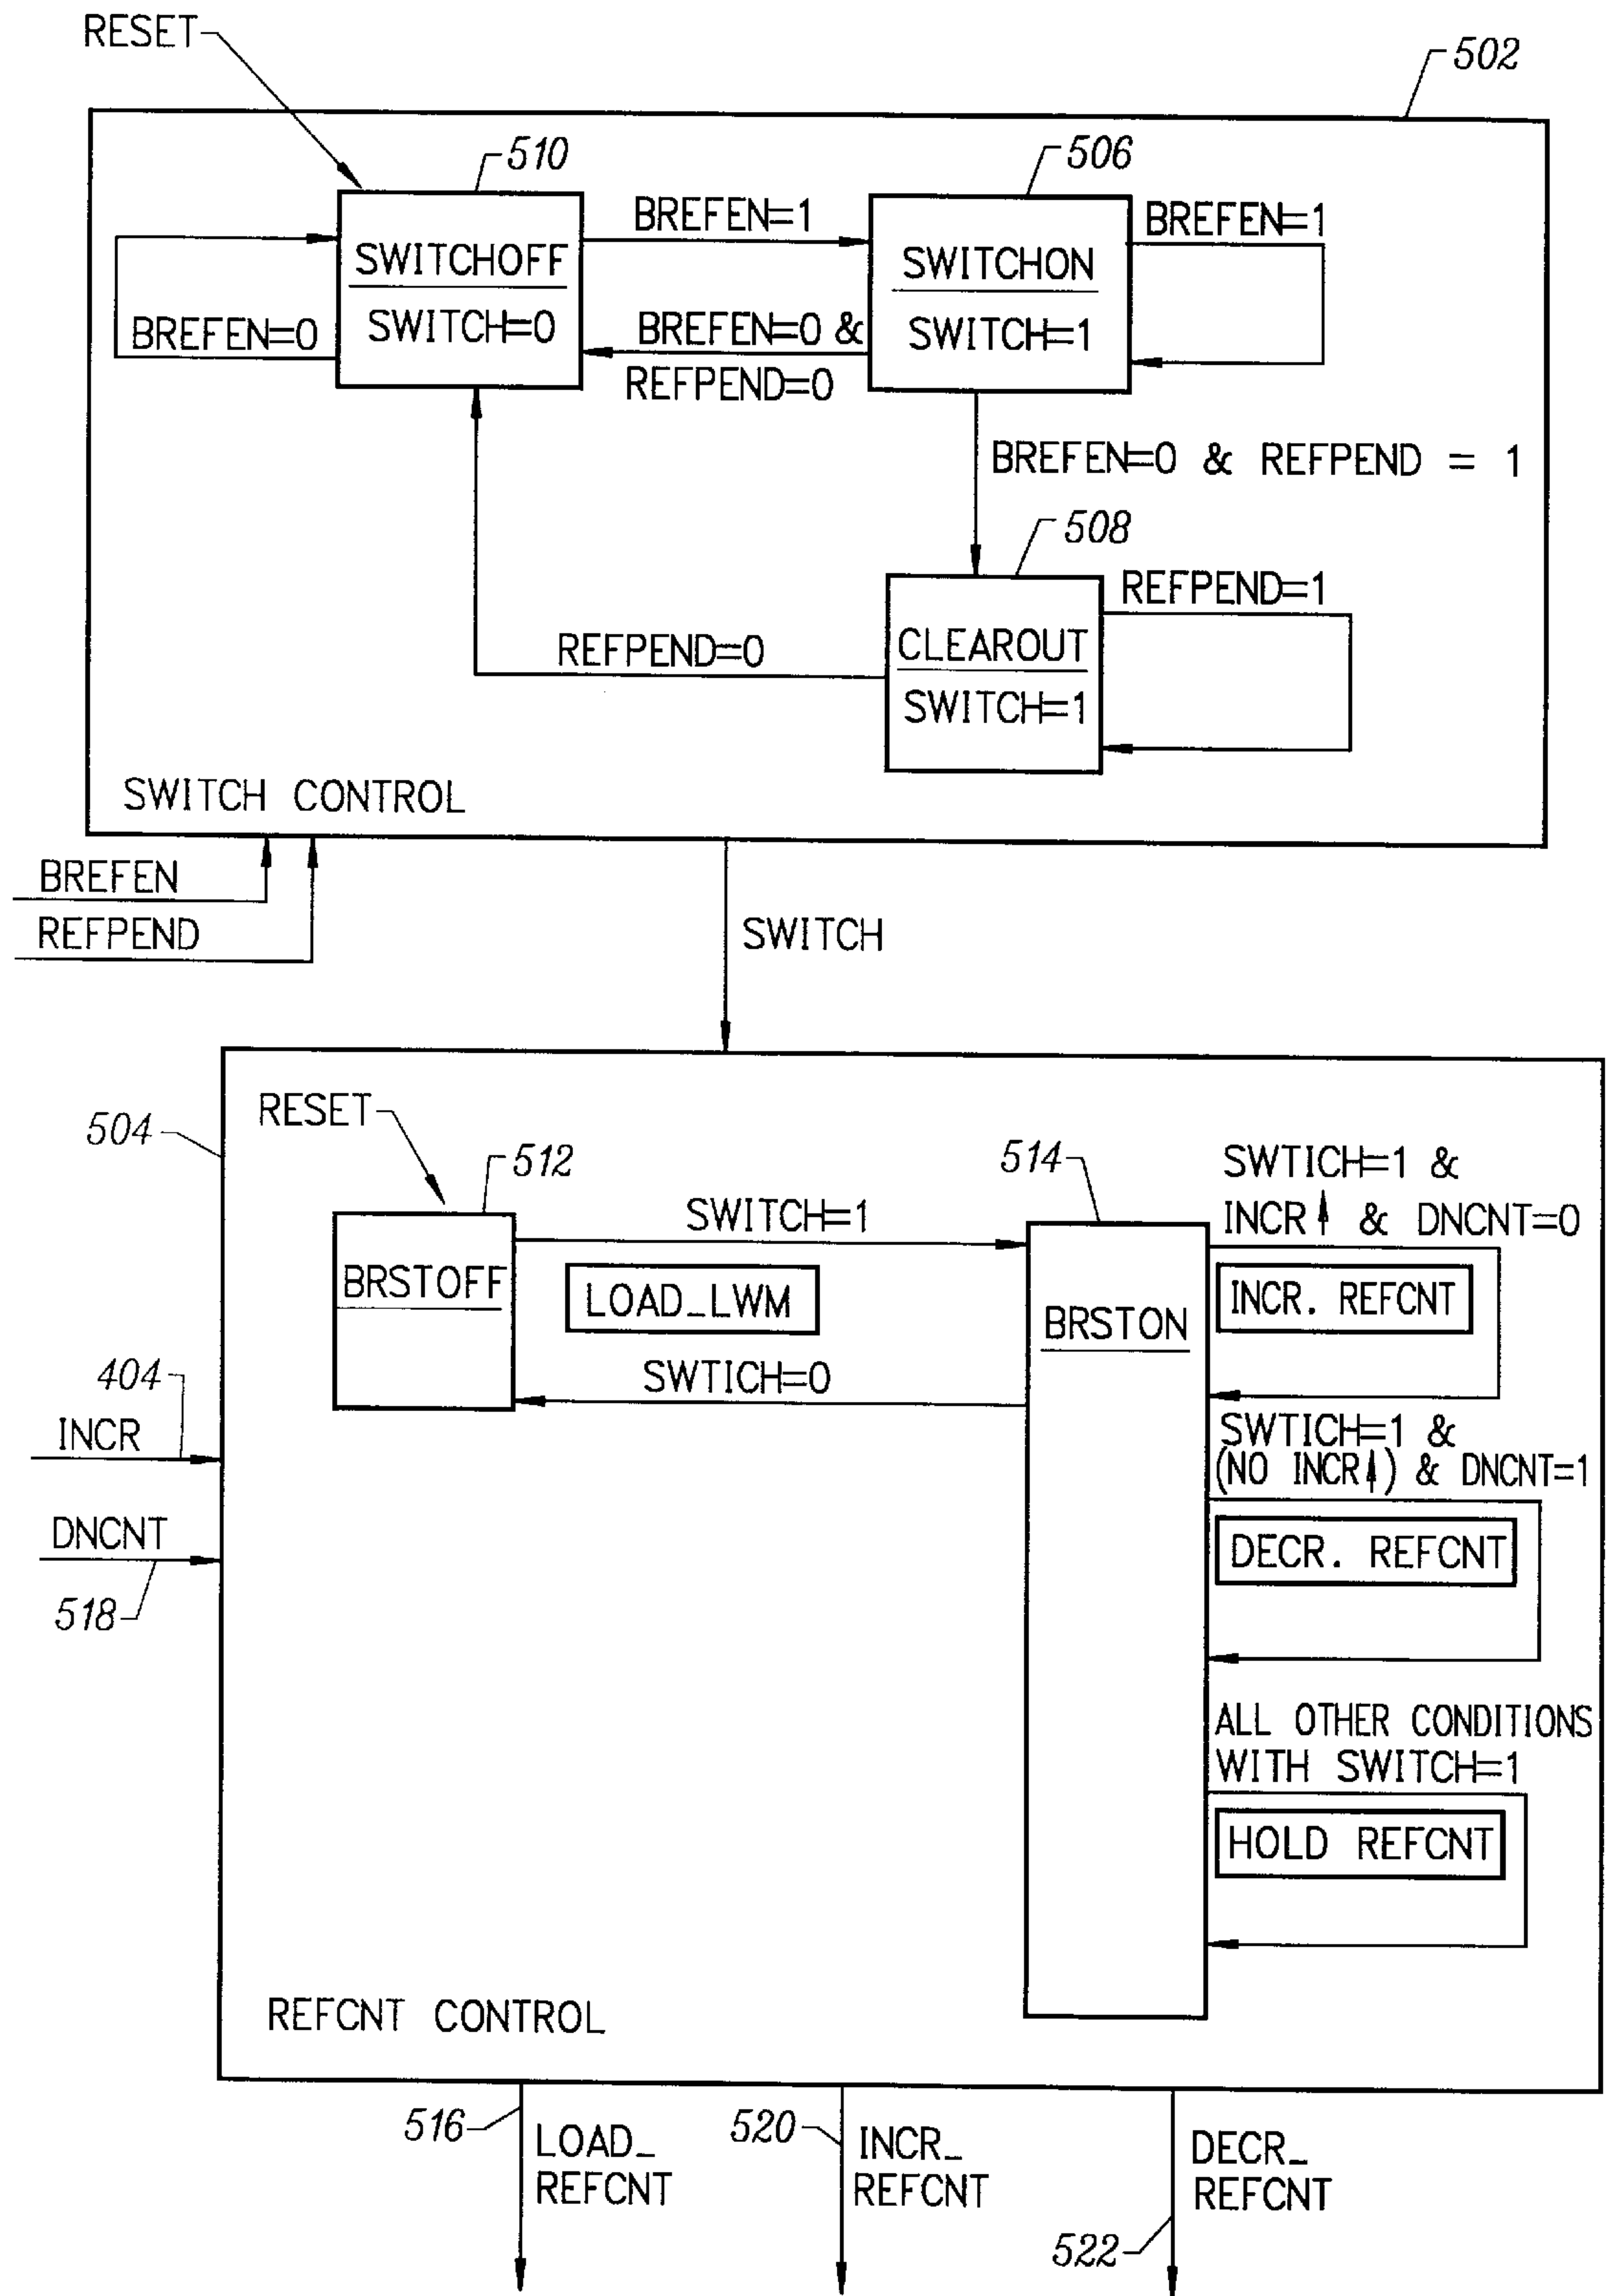 RESET
502
510
506
BREFEN=1
BREFEN=1
SWITCHOFF
SWITCH=0
SWITCHON
SWITCH=1
BREFEN=0
BREFEN=0 &
REFPEND=0
BREFEN=0 & REFPEND = 1
508
REFPEND=1
REFPEND=0
CLEAROUT
SWITCH=1
SWITCH CONTROL
BREFEN
REFPEND
SWITCH
504
RESET
512
514
SWTICH=1 &
INCR↑ & DNCNT=0
SWITCH=1
BRSTOFF
LOAD_LWM
BRSTON
INCR. REFCNT
SWTICH=0
404
INCR
SWTICH=1 &
(NO INCR↑) & DNCNT=1
DNCNT
518
DECR. REFCNT
ALL OTHER CONDITIONS
WITH SWITCH=1
HOLD REFCNT
REFCNT CONTROL
516
LOAD_
REFCNT
520
INCR_
REFCNT
DECR_
REFCNT
522